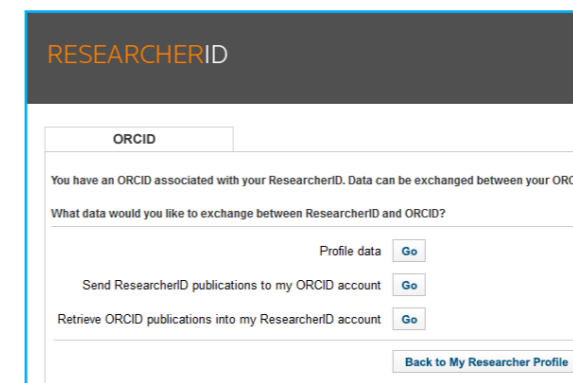 RESEARCHERID
ORCID
You have an ORCID associated with your ResearcherID. Data can be exchanged between your ORC
What data would you like to exchange between ResearcherID and ORCID?
Profile data Go
Send ResearcherID publications to my ORCID account Go
Retrieve ORCID publications into my ResearcherID account Go
Back to My Researcher Profile